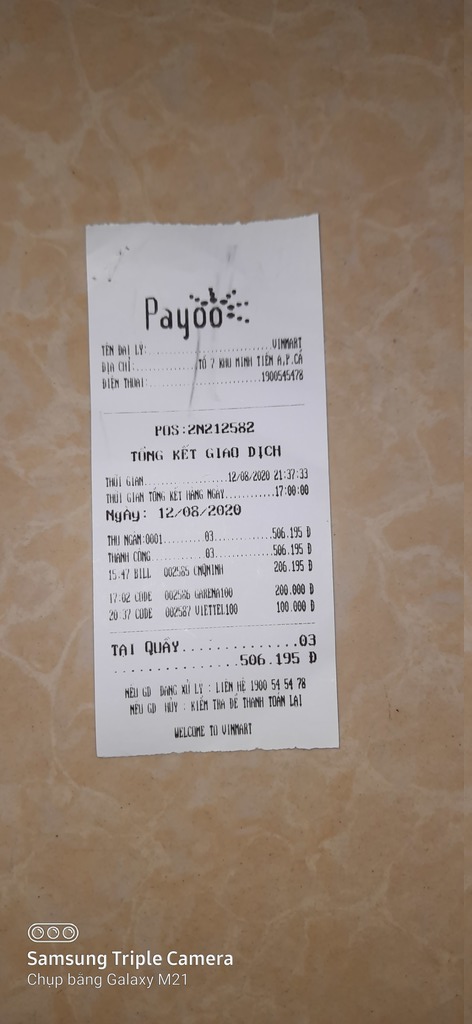 Payoo
TÊN ĐẠI LÝ:......................VINMART
ĐỊA CHỈ:...........TỔ 7 KHU MINH TIẾN A,P.CẨ
ĐIỆN THOẠI:....................1900545478
POS:2N212582
TỔNG KẾT GIAO DỊCH
THỜI GIAN................12/08/2020 21:37:33
THỜI GIAN TỔNG KẾT HÀNG NGÀY...........17:00:00
Ngày: 12/08/2020
THU NGÂN:0001.........03............506.195 Đ
THÀNH CÔNG............03............506.195 Đ
15:47 BILL 002585 CNQNINH 206.195 Đ
17:02 CODE 002586 GARENA100 200.000 Đ
20:37 CODE 002587 VIETTEL100 100.000 Đ
TẠI QUẦY..............03
...............506.195 Đ
NẾU GD ĐANG XỬ LÝ : LIÊN HỆ 1900 54 54 78
NẾU GD HỦY : KIỂM TRA ĐỂ THANH TOÁN LẠI
WELCOME TO VINMART
Samsung Triple Camera
Chụp bằng Galaxy M21